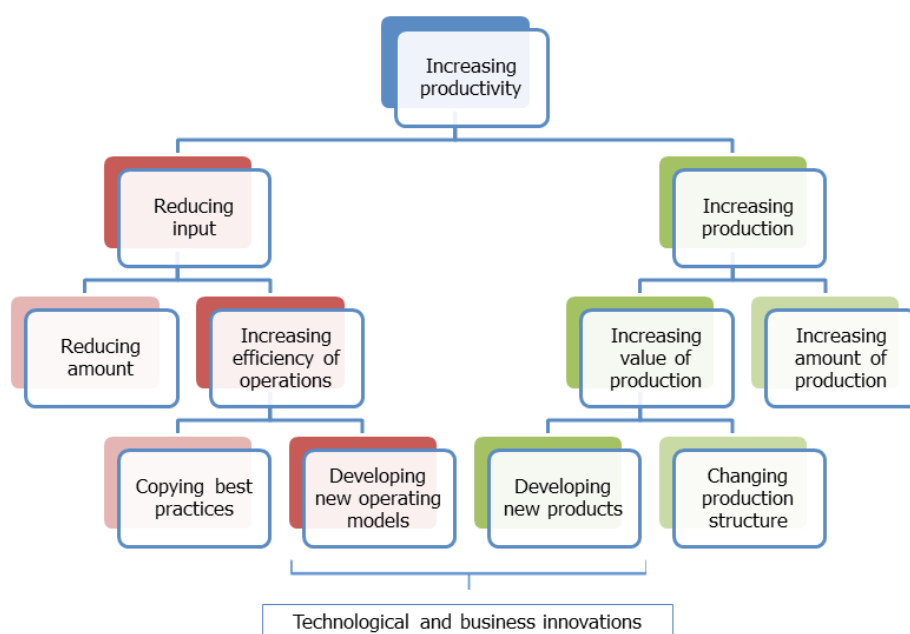 Increasing
productivity
Reducing
input
Increasing
production
Reducing
amount
Increasing
efficiency of
operations
Increasing
value of
production
Increasing
amount of
production
Copying best
practices
Developing
new operating
models
Developing
new products
Changing
production
structure
Technological and business innovations